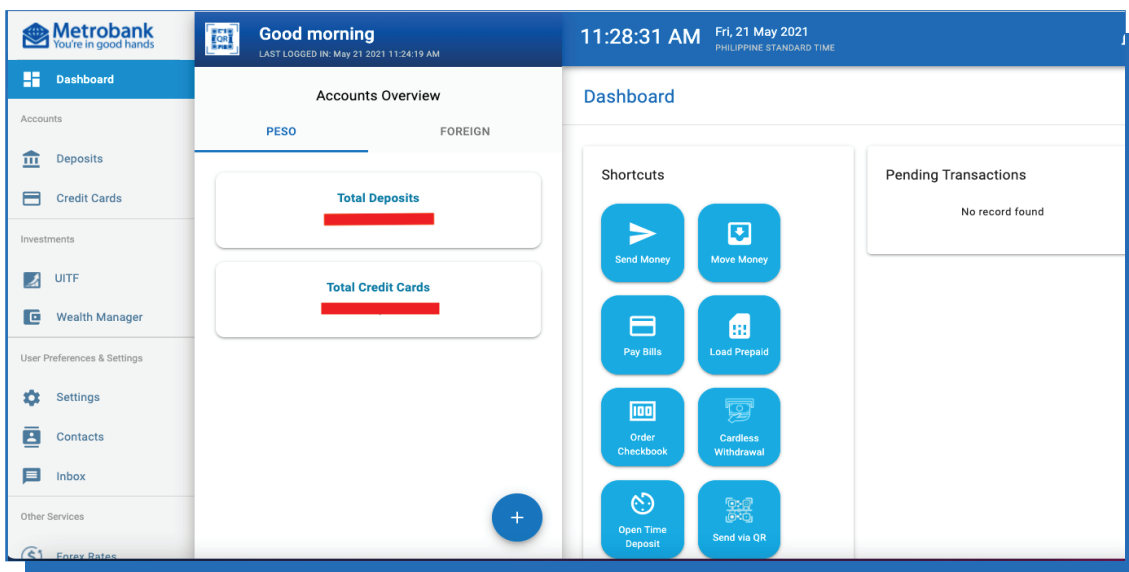 Metrobank
You're in good hands
Dashboard
Accounts
Deposits
Credit Cards
Investments
UITF
Wealth Manager
User Preferences & Settings
Settings
Contacts
Inbox
Other Services
Forex Rates
QR
Good morning
LAST LOGGED IN: May 21 2021 11:24:19 AM
Accounts Overview
PESO
FOREIGN
Total Deposits
Total Credit Cards
+
11:28:31 AM
Fri, 21 May 2021
PHILIPPINE STANDARD TIME
Dashboard
Shortcuts
Send Money
Move Money
Pay Bills
Load Prepaid
100
Order
Checkbook
Cardless
Withdrawal
Open Time
Deposit
Send via QR
Pending Transactions
No record found